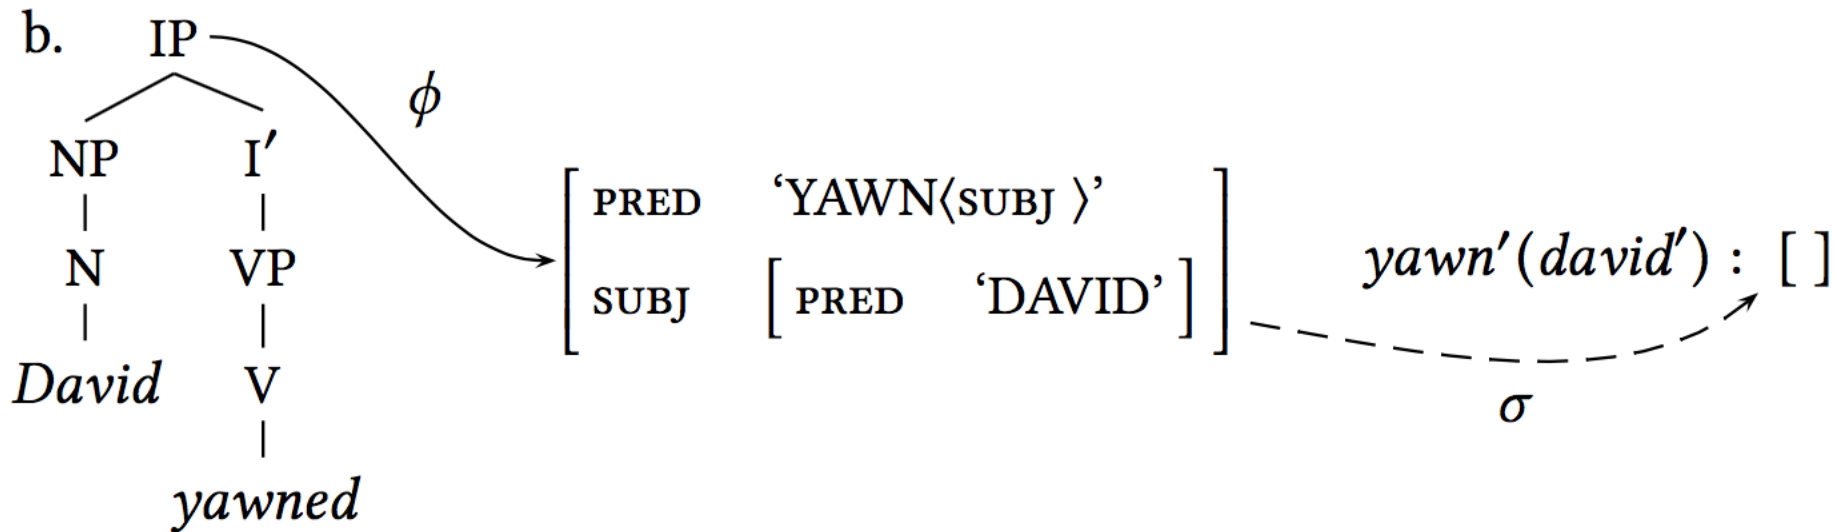 b. IP
ϕ
NP I′
PRED ‘YAWN⟨SUBJ ⟩’
N VP
yawn′(david′) : [ ]
SUBJ [ PRED ‘DAVID’ ]
David V
σ
yawned